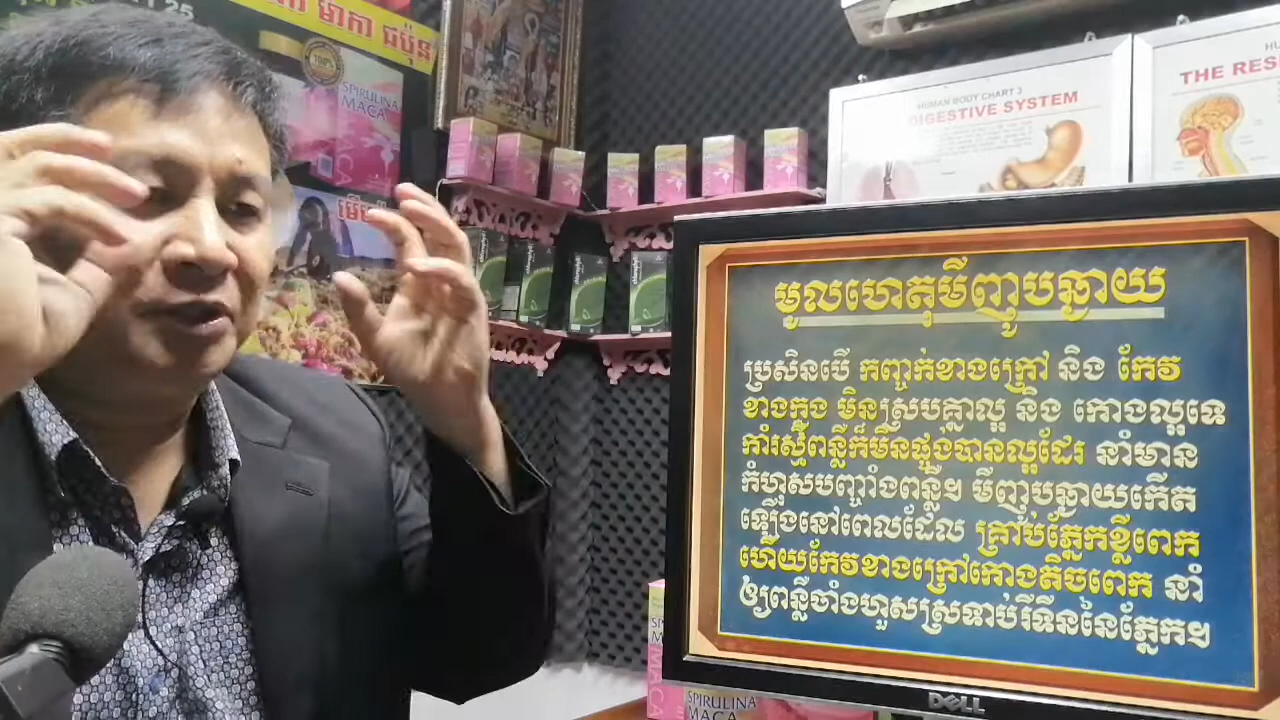 ម៉ាកា ជប៉ុន
100%
SPIRULINA
MACA
HUMAN BODY CHART 3
DIGESTIVE SYSTEM
THE RES
មូលហេតុមីញូបឆ្ងាយ
ប្រសិនបើ កញ្ចក់ខាងក្រៅ និង កែវ
ខាងក្នុង មិនស្របគ្នាល្អ និង កោងល្អទេ
កាំរស្មីពន្លឺក៏មិនផ្ចង់បានល្អដែរ នាំមាន
កំហុសបញ្ចាំងពន្លឺ។ មីញូបឆ្ងាយកើត
ឡើងនៅពេលដែល គ្រាប់ភ្នែកខ្លីពេក
ហើយកែវខាងក្រៅកោងតិចពេក នាំ
ឲ្យពន្លឺចាំងហួសស្រទាប់រីទីននៃភ្នែក។
DELL
MACA
SPIRULINA
MACA